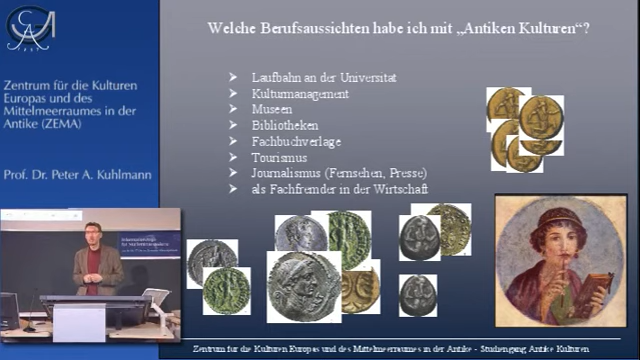 Welche Berufsaussichten habe ich mit „Antiken Kulturen“?
Zentrum für die Kulturen
Europas und des
Mittelmeerraumes in der
Antike (ZEMA)
Prof. Dr. Peter A. Kuhlmann
Laufbahn an der Universität
Kulturmanagement
Museen
Bibliotheken
Fachbuchverlage
Tourismus
Journalismus (Fernsehen, Presse)
als Fachfremder in der Wirtschaft
Zentrum für die Kulturen Europas und des Mittelmeerraumes in der Antike - Studiengang Antike Kulturen